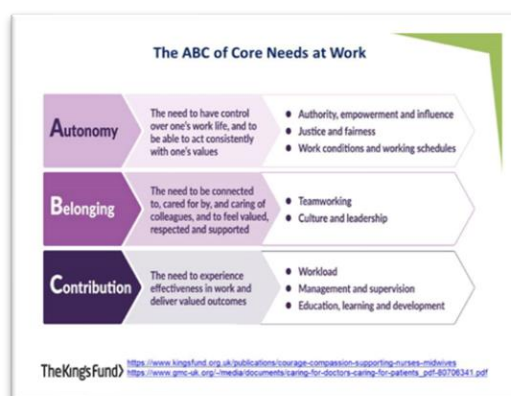 The ABC of Core Needs at Work
Autonomy
The need to have control
over one's work life, and to
be able to act consistently
with one's values
• Authority, empowerment and influence
• Justice and fairness
• Work conditions and working schedules
Belonging
The need to be connected
to, cared for by, and caring of
colleagues, and to feel valued,
respected and supported
• Teamworking
• Culture and leadership
Contribution
The need to experience
effectiveness in work and
deliver valued outcomes
• Workload
• Management and supervision
• Education, learning and development
TheKing'sFund>
https://www.kingsfund.org.uk/publications/courage-compassion-supporting-nurses-midwives
https://www.gmc-uk.org/-/media/documents/caring-for-doctors-caring-for-patients_pdf-80706341.pdf